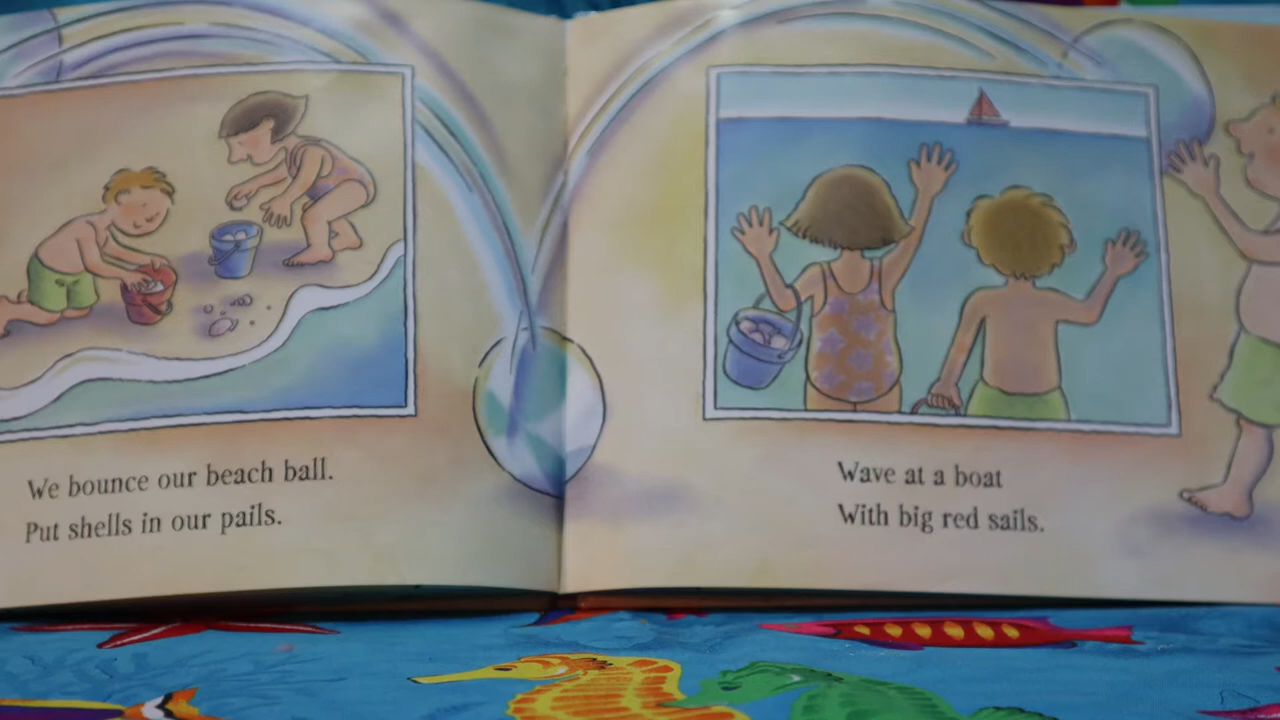 We bounce our beach ball.
Put shells in our pails.
Wave at a boat
With big red sails.